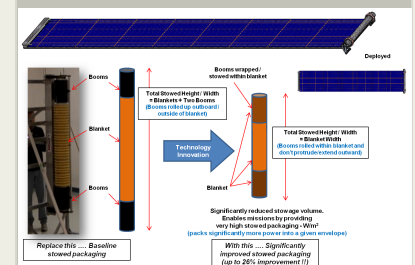 Deployed
Booms
Total Stowed Height / Width
= Blankets + Two Booms
(Booms rolled up outboard /
outside of blanket)
Blanket
Booms
Replace this …. Baseline
stowed packaging
Technology
Innovation
Booms wrapped /
stowed within blanket
Total Stowed Height / Width
= Blanket Width
(Booms rolled within blanket and
don't protrude/extend outward)
Blanket
Significantly reduced stowage volume.
Enables missions by providing
very high stowed packaging - W/m³
(packs significantly more power into a given envelope)
With this …. Significantly
improved stowed packaging
(up to 26% improvement !!)